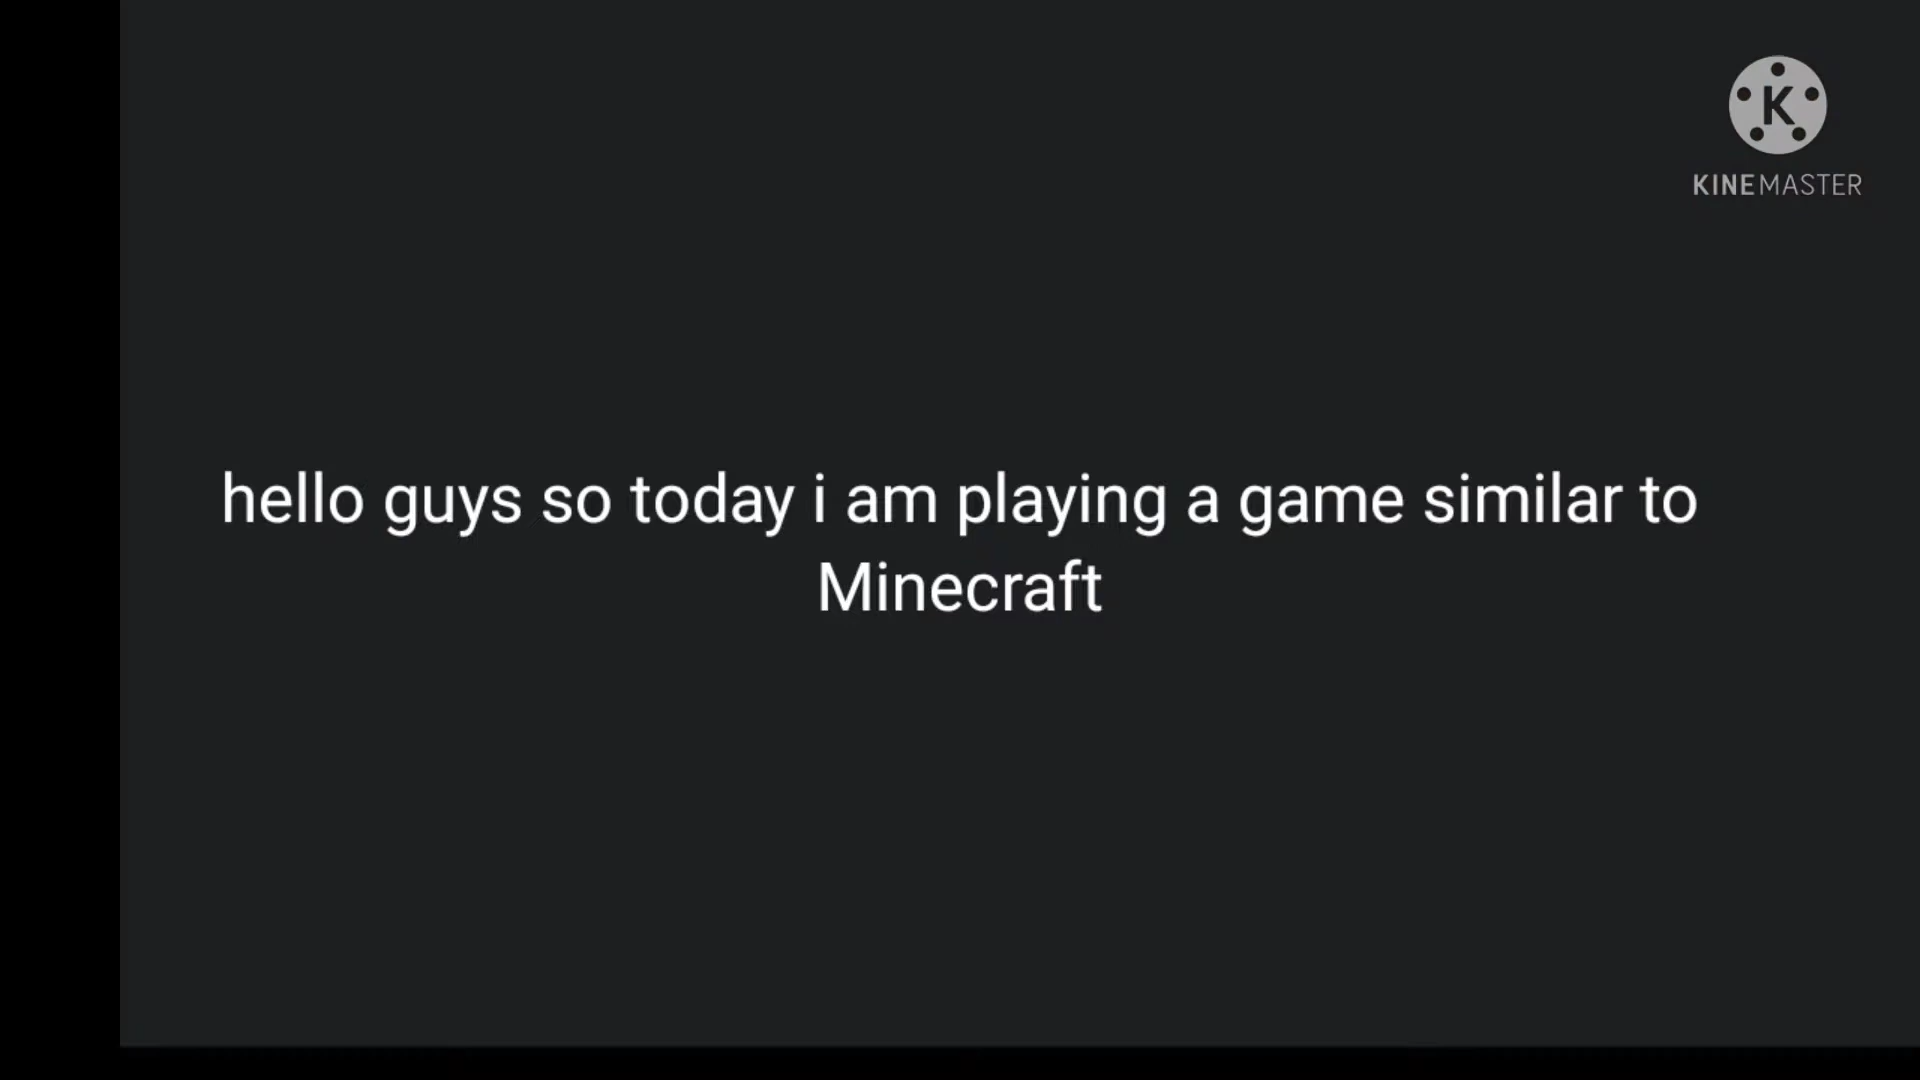 K
KINEMASTER
hello guys so today i am playing a game similar to
Minecraft